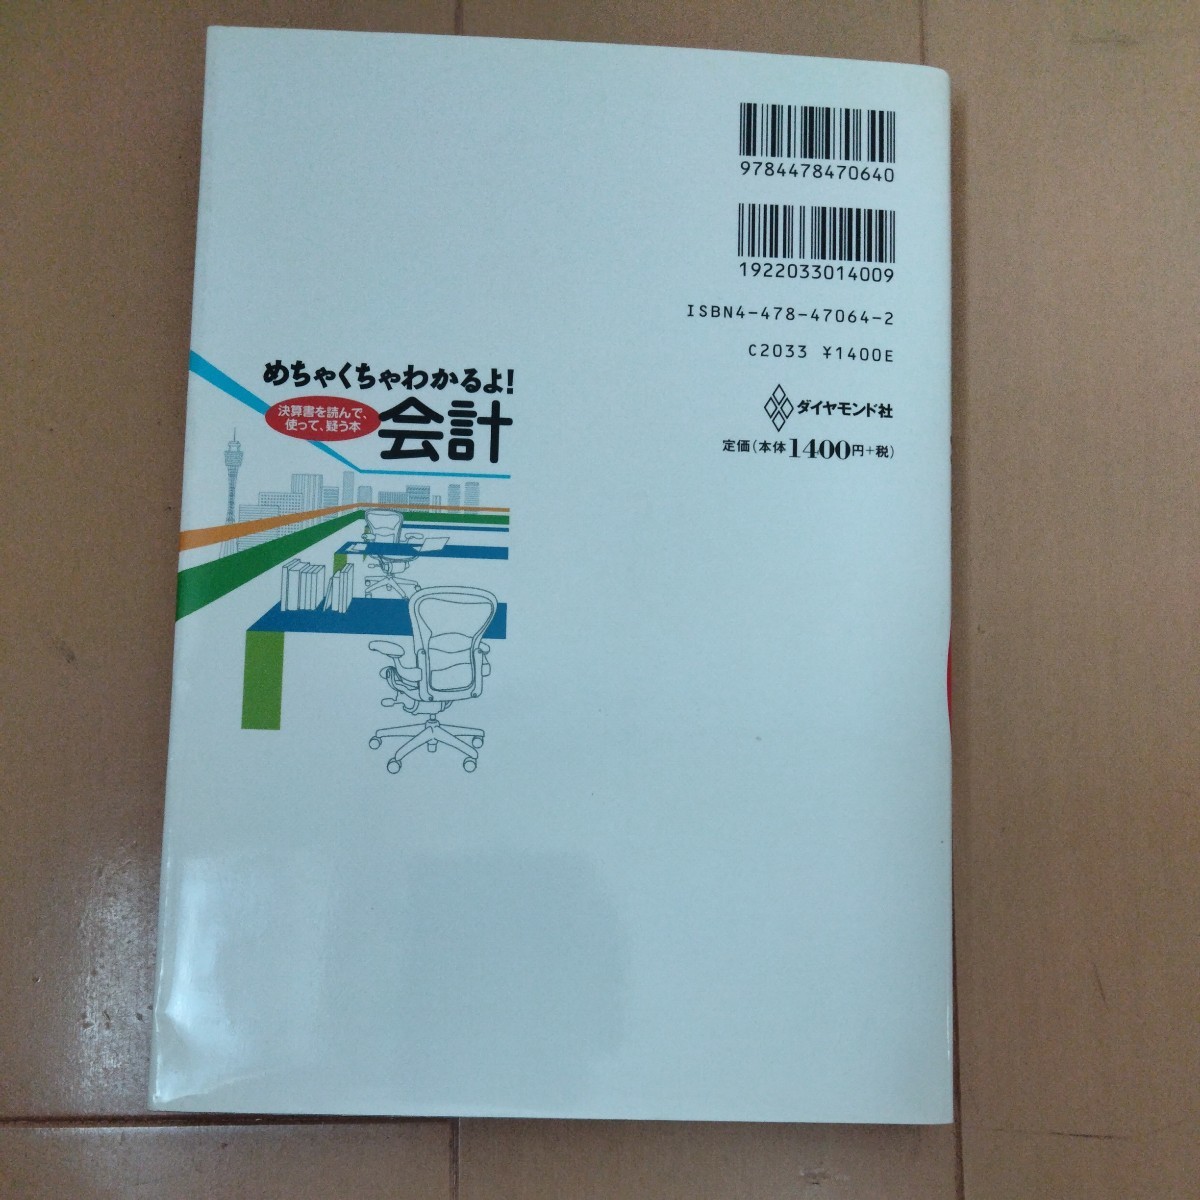 9784478470640
1922033014009
ISBN4-478-47064-2
C2033 ¥1400E
ダイヤモンド社
定価(本体1400円+税)
めちゃくちゃわかるよ!
決算書を読んで、
使って、疑う本
会計